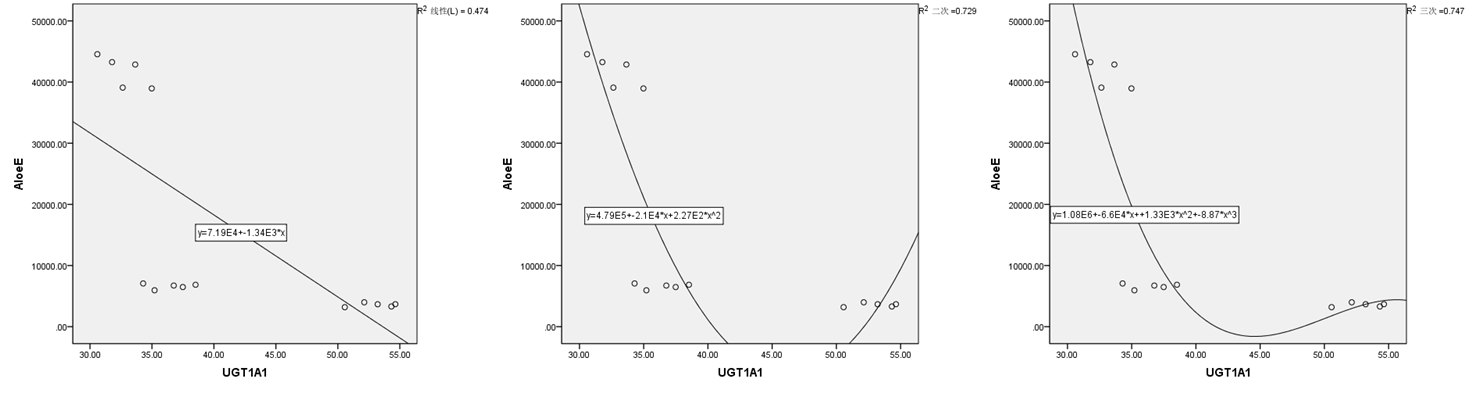 R² 线性(L) = 0.474
50000.00
40000.00
30000.00
20000.00
10000.00
.00
AloeE
y=7.19E4+-1.34E3*x
30.00 35.00 40.00 45.00 50.00 55.00
UGT1A1
R² 二次 =0.729
50000.00
40000.00
30000.00
20000.00
10000.00
.00
AloeE
y=4.79E5+-2.1E4*x+2.27E2*x^2
30.00 35.00 40.00 45.00 50.00 55.00
UGT1A1
R² 三次 =0.747
50000.00
40000.00
30000.00
20000.00
10000.00
.00
AloeE
y=1.08E6+-6.6E4*x++1.33E3*x^2+-8.87*x^3
30.00 35.00 40.00 45.00 50.00 55.00
UGT1A1